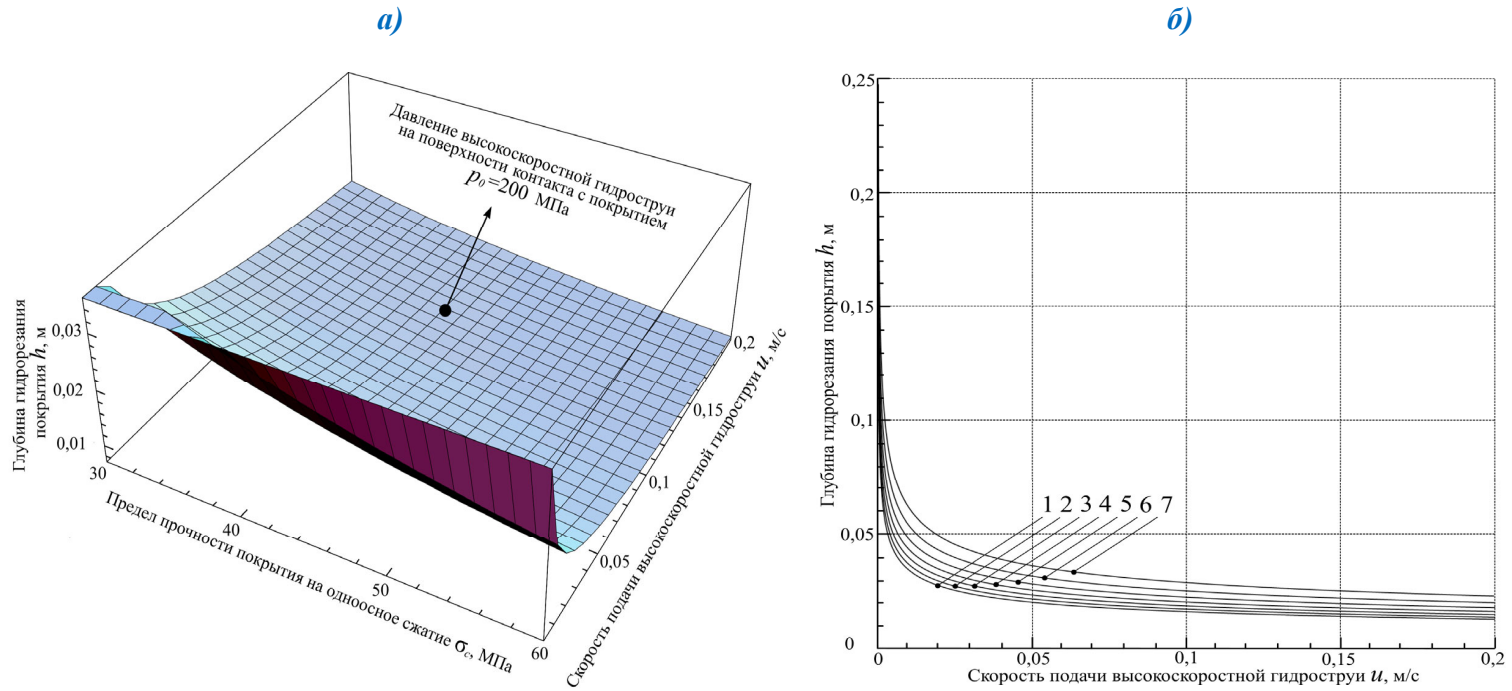 а)
Давление высокоскоростной гидроструи
на поверхности контакта с покрытием
p₀=200 МПа
Глубина гидрорезания
покрытия h, м
0,03
0,02
0,01
30
40
50
60
Предел прочности покрытия на одноосное сжатие σc, МПа
0,2
0,15
0,1
0,05
Скорость подачи высокоскоростной гидроструи u, м/с
б)
Глубина гидрорезания покрытия h, м
0,25
0,2
0,15
0,1
0,05
0
1 2 3 4 5 6 7
0
0,05
0,1
0,15
0,2
Скорость подачи высокоскоростной гидроструи u, м/с